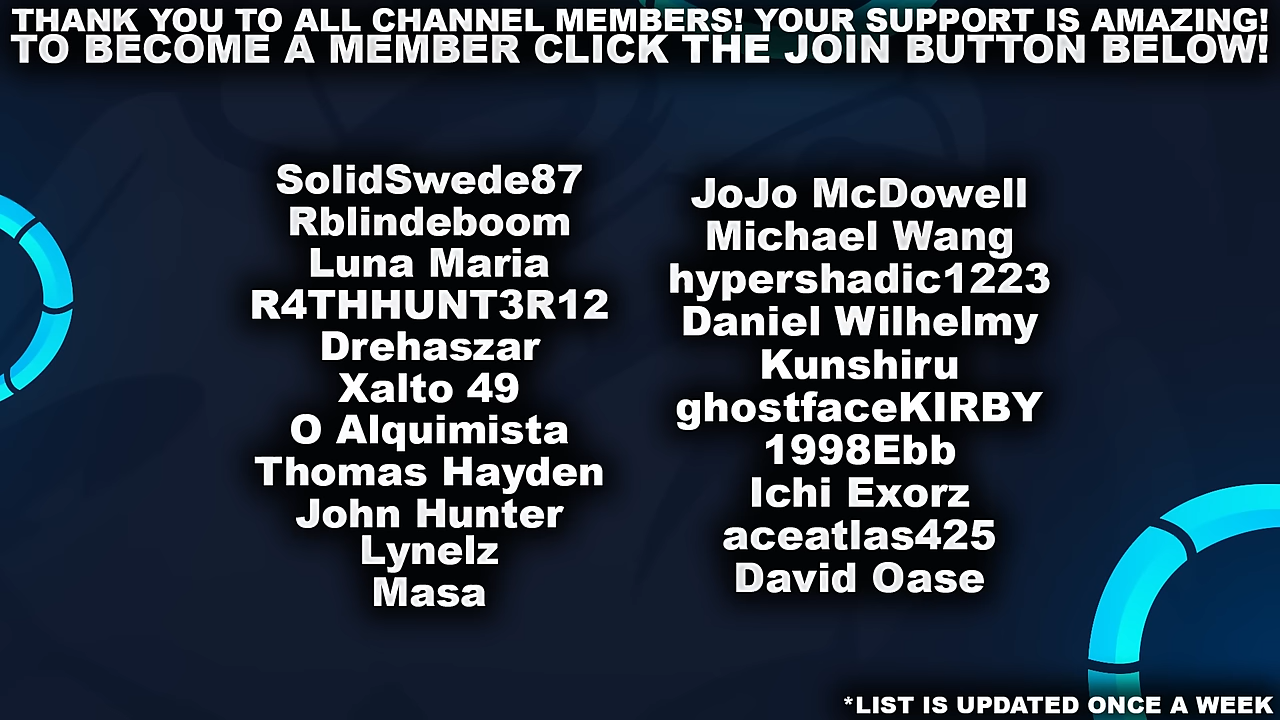 THANK YOU TO ALL CHANNEL MEMBERS! YOUR SUPPORT IS AMAZING!
TO BECOME A MEMBER CLICK THE JOIN BUTTON BELOW!
SolidSwede87
Rblindeboom
Luna Maria
R4THHUNT3R12
Drehaszar
Xalto 49
O Alquimista
Thomas Hayden
John Hunter
Lynelz
Masa
JoJo McDowell
Michael Wang
hypershadic1223
Daniel Wilhelmy
Kunshiru
ghostfaceKIRBY
1998Ebb
Ichi Exorz
aceatlas425
David Oase
*LIST IS UPDATED ONCE A WEEK